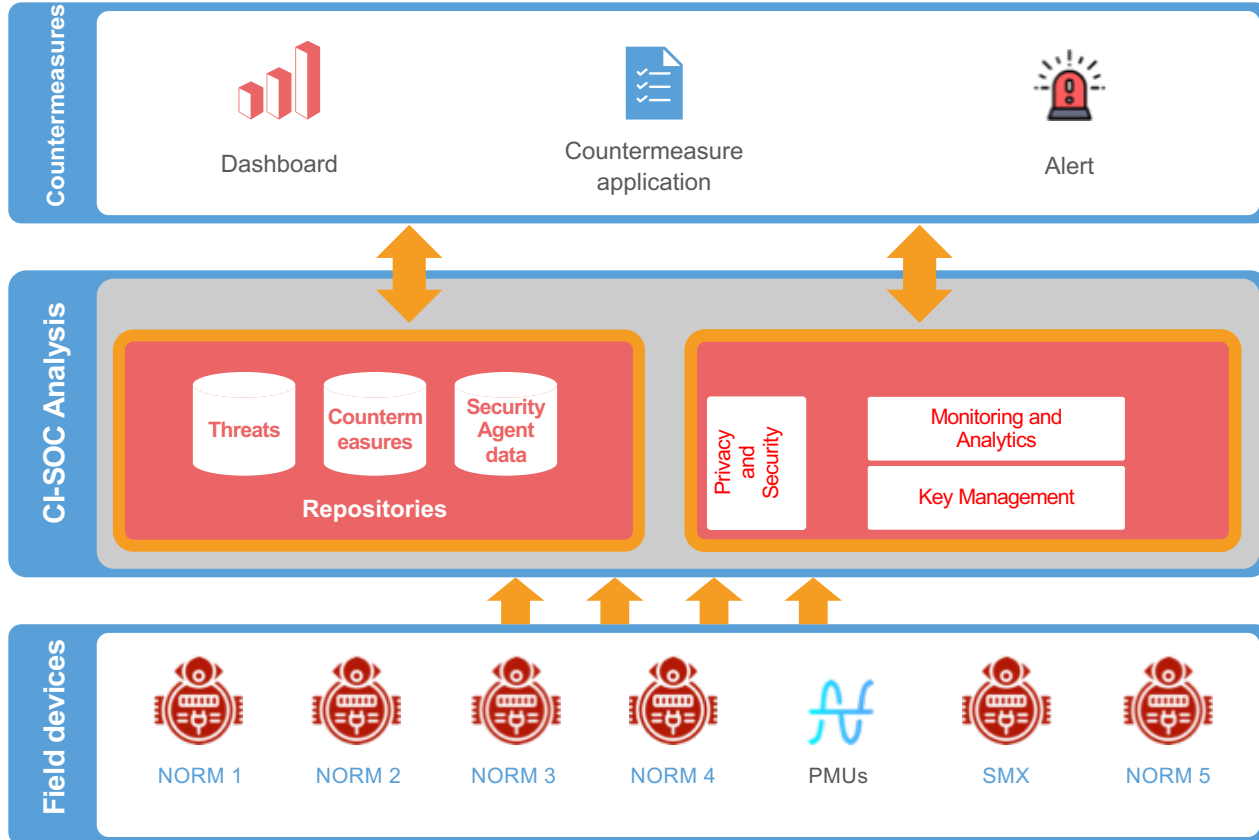 Countermeasures
Dashboard
Countermeasure
application
Alert
CI-SOC Analysis
Threats
Counterm
easures
Security
Agent
data
Repositories
Privacy
and
Security
Monitoring and
Analytics
Key Management
Field devices
NORM 1
NORM 2
NORM 3
NORM 4
PMUs
SMX
NORM 5